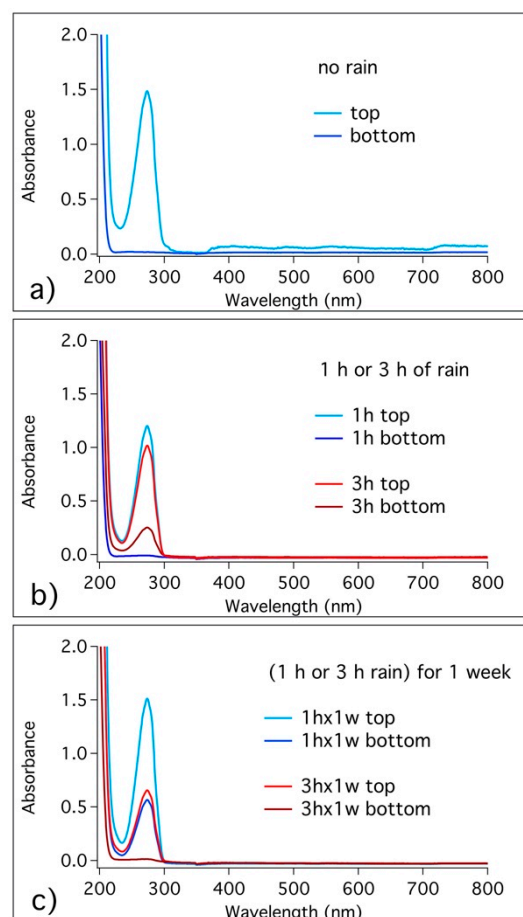 2.0
no rain
1.5
top
bottom
Absorbance
1.0
0.5
0.0
200 300 400 500 600 700 800
Wavelength (nm)
a)
2.0
1 h or 3 h of rain
1.5
1h top
1h bottom
Absorbance
1.0
3h top
3h bottom
0.5
0.0
200 300 400 500 600 700 800
Wavelength (nm)
b)
2.0
(1 h or 3 h rain) for 1 week
1.5
1hx1w top
1hx1w bottom
Absorbance
1.0
3hx1w top
3hx1w bottom
0.5
0.0
200 300 400 500 600 700 800
Wavelength (nm)
c)